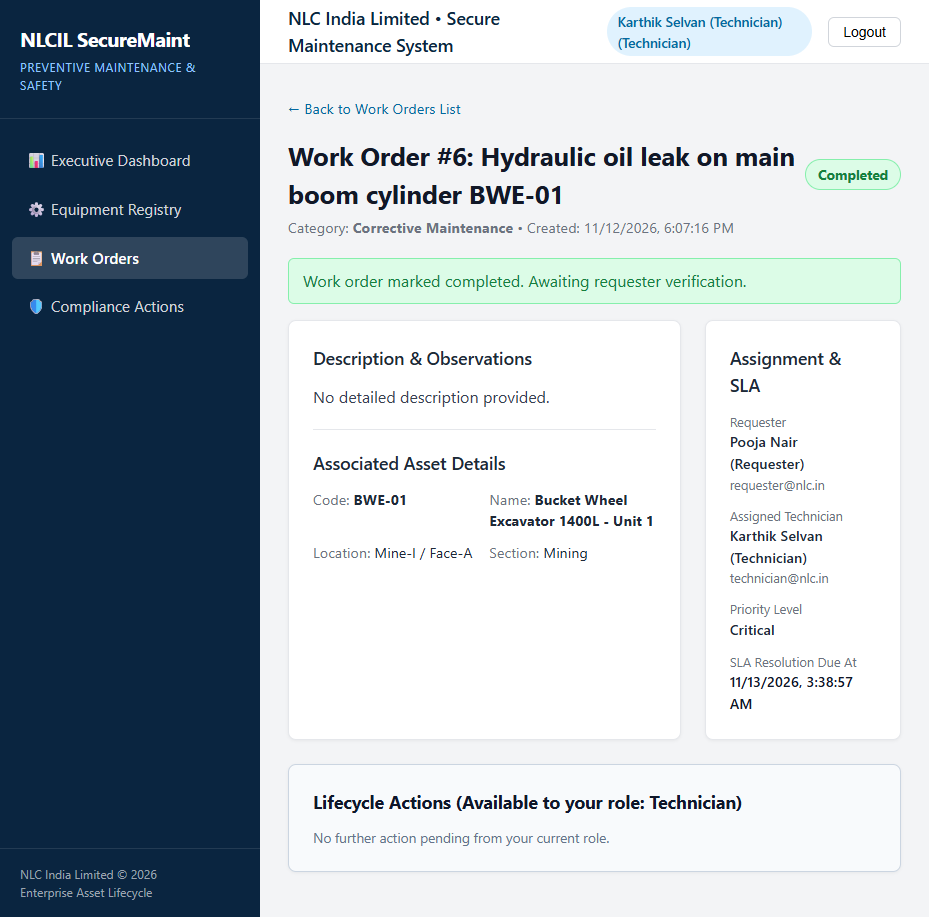 NLCIL SecureMaint
PREVENTIVE MAINTENANCE &
SAFETY
Executive Dashboard
Equipment Registry
Work Orders
Compliance Actions
NLC India Limited © 2026
Enterprise Asset Lifecycle
NLC India Limited • Secure
Maintenance System
Karthik Selvan (Technician)
(Technician)
Logout
← Back to Work Orders List
Work Order #6: Hydraulic oil leak on main
boom cylinder BWE-01
Completed
Category: Corrective Maintenance • Created: 11/12/2026, 6:07:16 PM
Work order marked completed. Awaiting requester verification.
Description & Observations
No detailed description provided.
Associated Asset Details
Code: BWE-01
Name: Bucket Wheel
Excavator 1400L - Unit 1
Location: Mine-I / Face-A
Section: Mining
Assignment &
SLA
Requester
Pooja Nair
(Requester)
requester@nlc.in
Assigned Technician
Karthik Selvan
(Technician)
technician@nlc.in
Priority Level
Critical
SLA Resolution Due At
11/13/2026, 3:38:57
AM
Lifecycle Actions (Available to your role: Technician)
No further action pending from your current role.